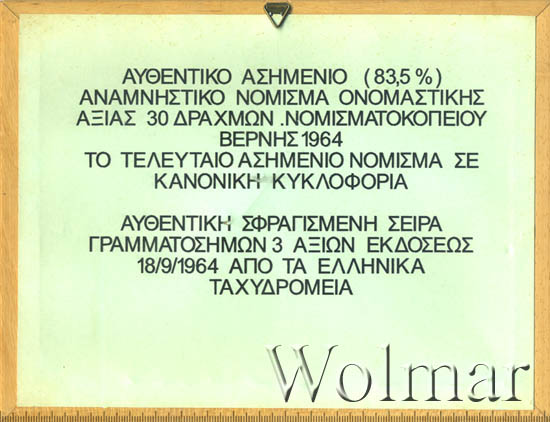 ΑΥΘΕΝΤΙΚΟ ΑΣΗΜΕΝΙΟ (83,5%)
ΑΝΑΜΝΗΣΤΙΚΟ ΝΟΜΙΣΜΑ ΟΝΟΜΑΣΤΙΚΗΣ
ΑΞΙΑΣ 30 ΔΡΑΧΜΩΝ .ΝΟΜΙΣΜΑΤΟΚΟΠΕΙΟΥ
ΒΕΡΝΗΣ 1964
ΤΟ ΤΕΛΕΥΤΑΙΟ ΑΣΗΜΕΝΙΟ ΝΟΜΙΣΜΑ ΣΕ
ΚΑΝΟΝΙΚΗ ΚΥΚΛΟΦΟΡΙΑ
ΑΥΘΕΝΤΙΚΗ ΣΦΡΑΓΙΣΜΕΝΗ ΣΕΙΡΑ
ΓΡΑΜΜΑΤΟΣΗΜΩΝ 3 ΑΞΙΩΝ ΕΚΔΟΣΕΩΣ
18/9/1964 ΑΠΟ ΤΑ ΕΛΛΗΝΙΚΑ
ΤΑΧΥΔΡΟΜΕΙΑ
Wolmar